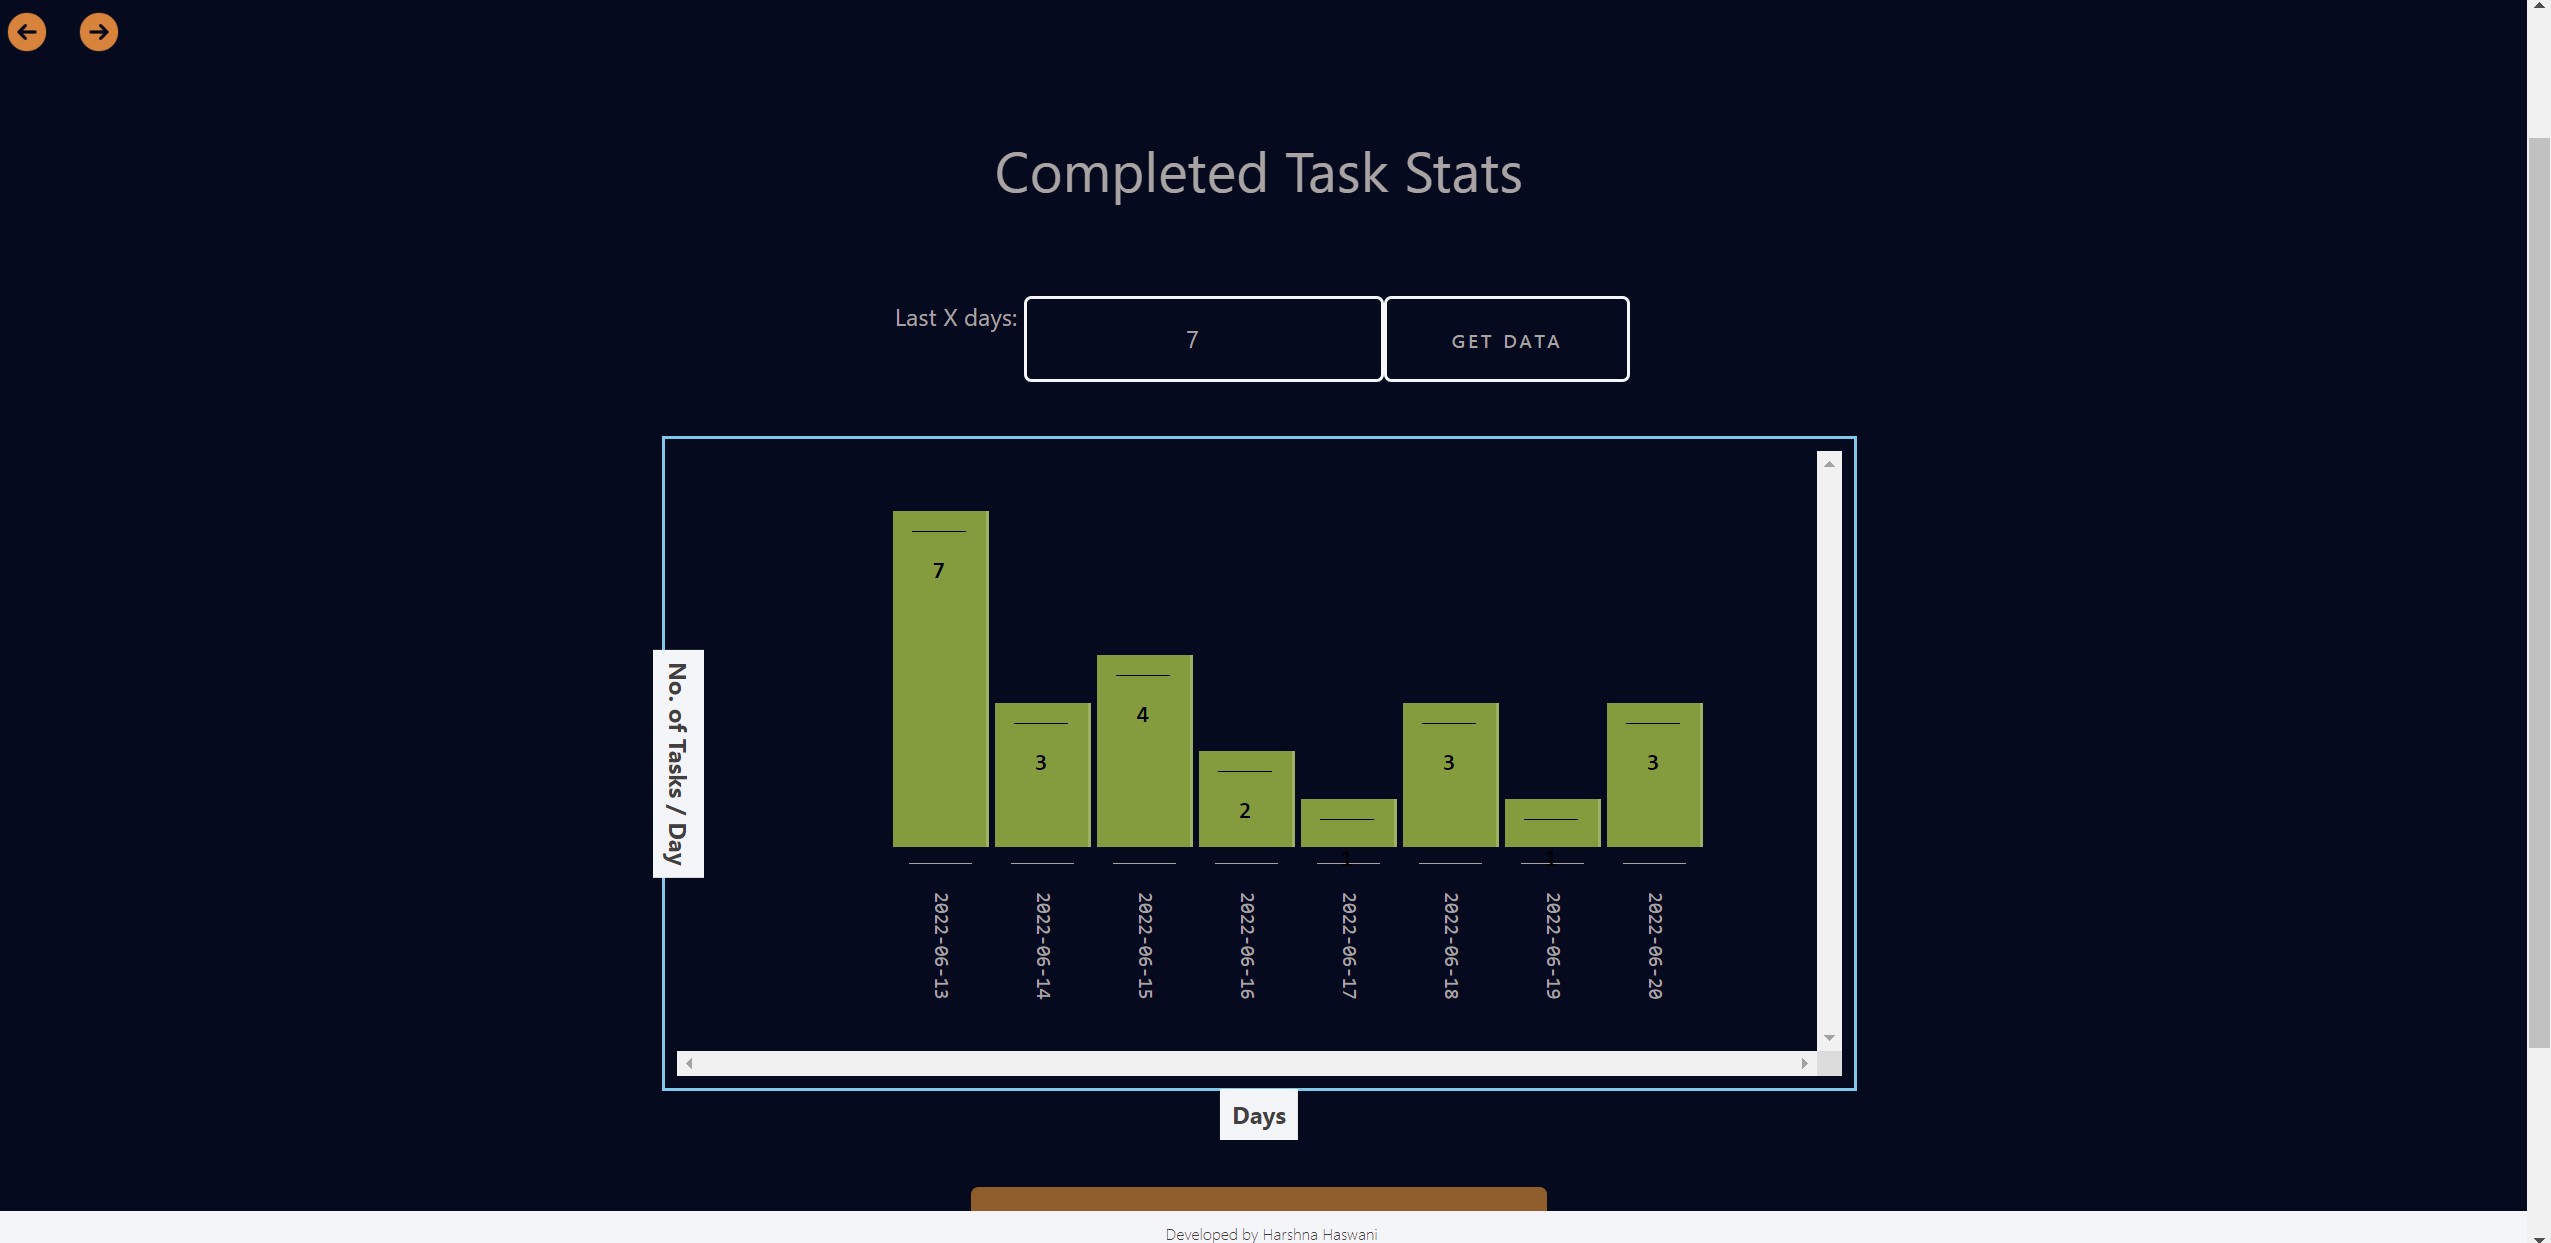 Completed Task Stats
Last X days:
7
GET DATA
No. of Tasks / Day
7
3
4
2
1
3
1
3
2022-06-13
2022-06-14
2022-06-15
2022-06-16
2022-06-17
2022-06-18
2022-06-19
2022-06-20
Days
Developed by Harshna Haswani